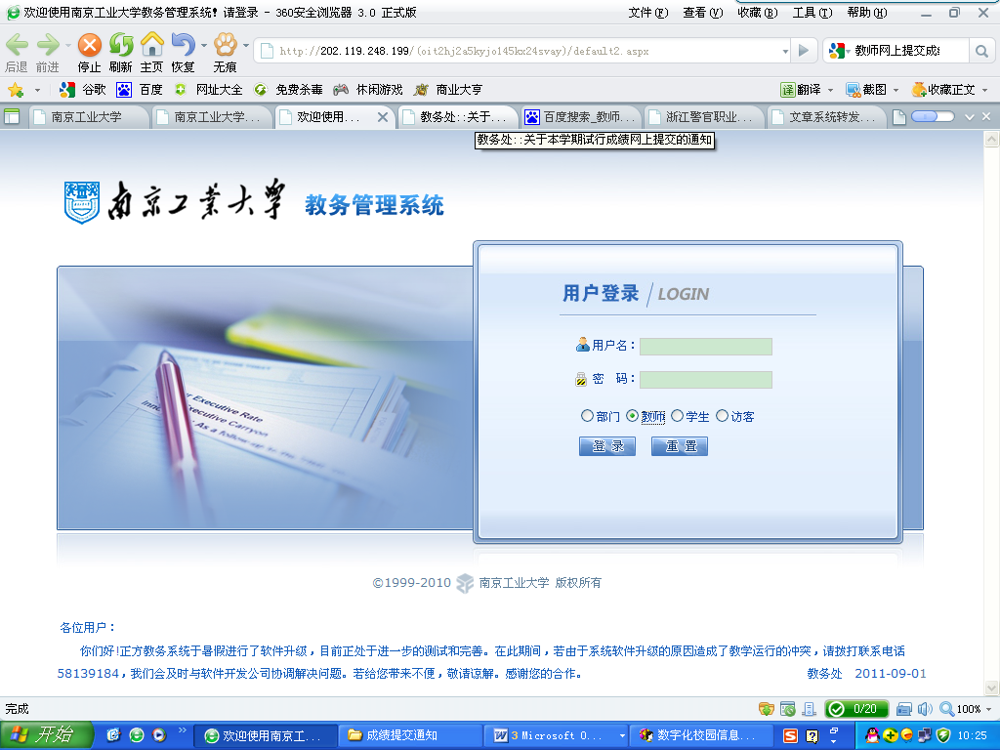 欢迎使用南京工业大学教务管理系统! 请登录 - 360安全浏览器 3.0 正式版 文件(F) 查看(V) 收藏(B) 工具(T) 帮助(H)
后退 前进 停止 刷新 主页 恢复 无痕 http://202.119.248.199/(oit2hj2a5kyjo145kx24svay)/default2.aspx 教师网上提交成绩
谷歌 百度 网址大全 免费杀毒 休闲游戏 商业大亨 翻译 截图 收藏正文
南京工业大学 南京工业大学... 欢迎使用... 教务处::关于... 百度搜索_教师... 浙江警官职业... 文章系统转发...
教务处::关于本学期试行成绩网上提交的通知
南京工业大学 教务管理系统
用户登录 / LOGIN
用户名:
密 码:
部门 教师 学生 访客
登 录 重 置
Executive Rate
Executive Carryon
As a follow-up to the
©1999-2010 南京工业大学 版权所有
各位用户:
你们好!正方教务系统于暑假进行了软件升级,目前正处于进一步的测试和完善。在此期间,若由于系统软件升级的原因造成了教学运行的冲突,请拨打联系电话
58139184,我们会及时与软件开发公司协调解决问题。若给您带来不便,敬请谅解。感谢您的合作。 教务处 2011-09-01
完成 0/20 100%
开始 欢迎使用南京工... 成绩提交通知 3 Microsoft O... 数字化校园信息... 10:25